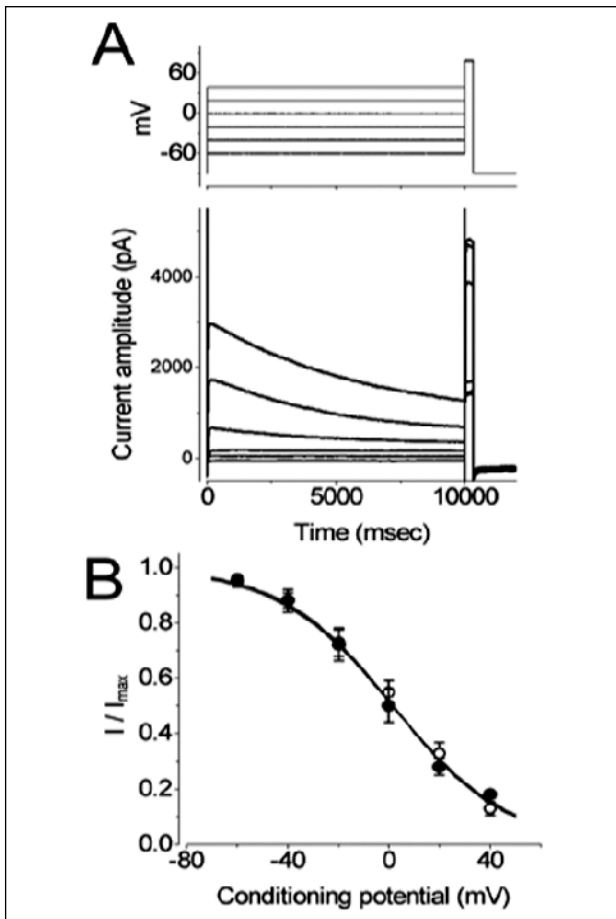 A
60
0
-60
mV
4000
2000
0
Current amplitude (pA)
0 5000 10000
Time (msec)
B
1.0
0.8
0.6
0.4
0.2
0.0
I / Imax
-80 -40 0 40
Conditioning potential (mV)